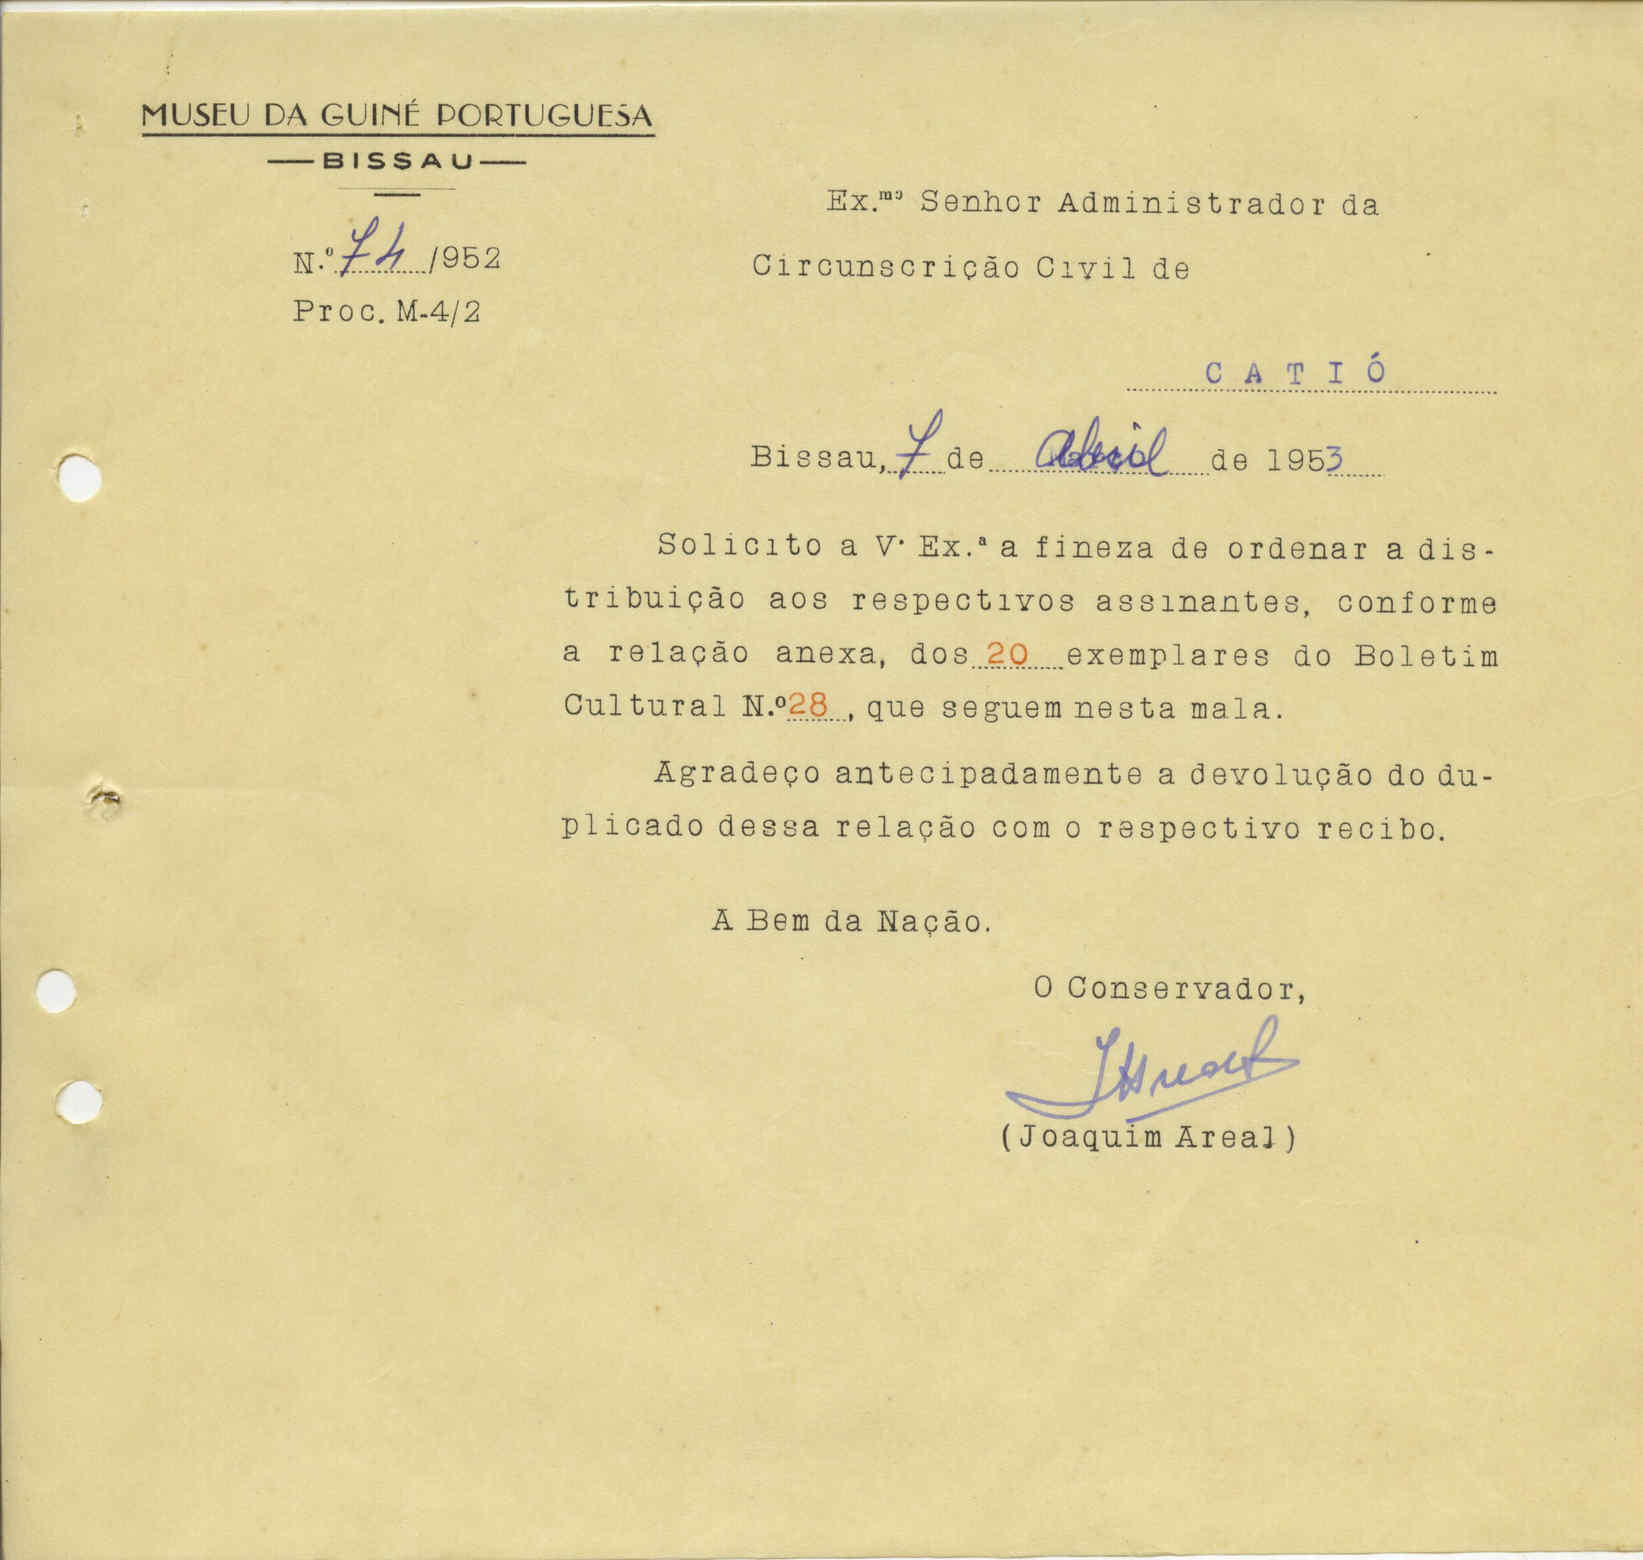 MUSEU DA GUINÉ PORTUGUESA
BISSAU
N.º 74 /952
Proc. M-4/2
Ex.mo Senhor Administrador da
Circunscrição Civil de
CATIÓ
Bissau, 7 de Abril de 1953
Solicito a V. Ex.ª a fineza de ordenar a dis-
tribuição aos respectivos assinantes, conforme
a relação anexa, dos 20 exemplares do Boletim
Cultural N.º 28, que seguem nesta mala.
Agradeço antecipadamente a devolução do du-
plicado dessa relação com o respectivo recibo.
A Bem da Nação.
O Conservador,
JAreal
(Joaquim Areal)